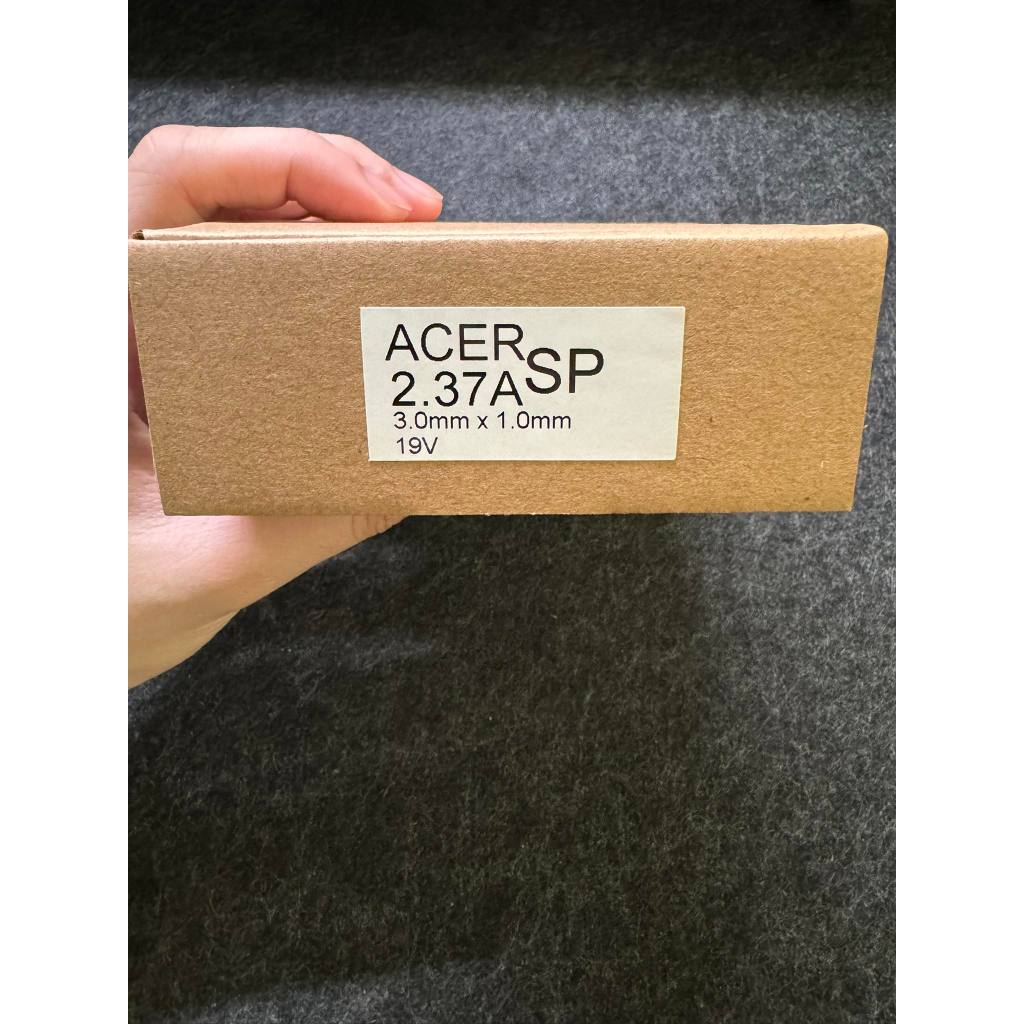 ACER
2.37A SP
3.0mm x 1.0mm
19V